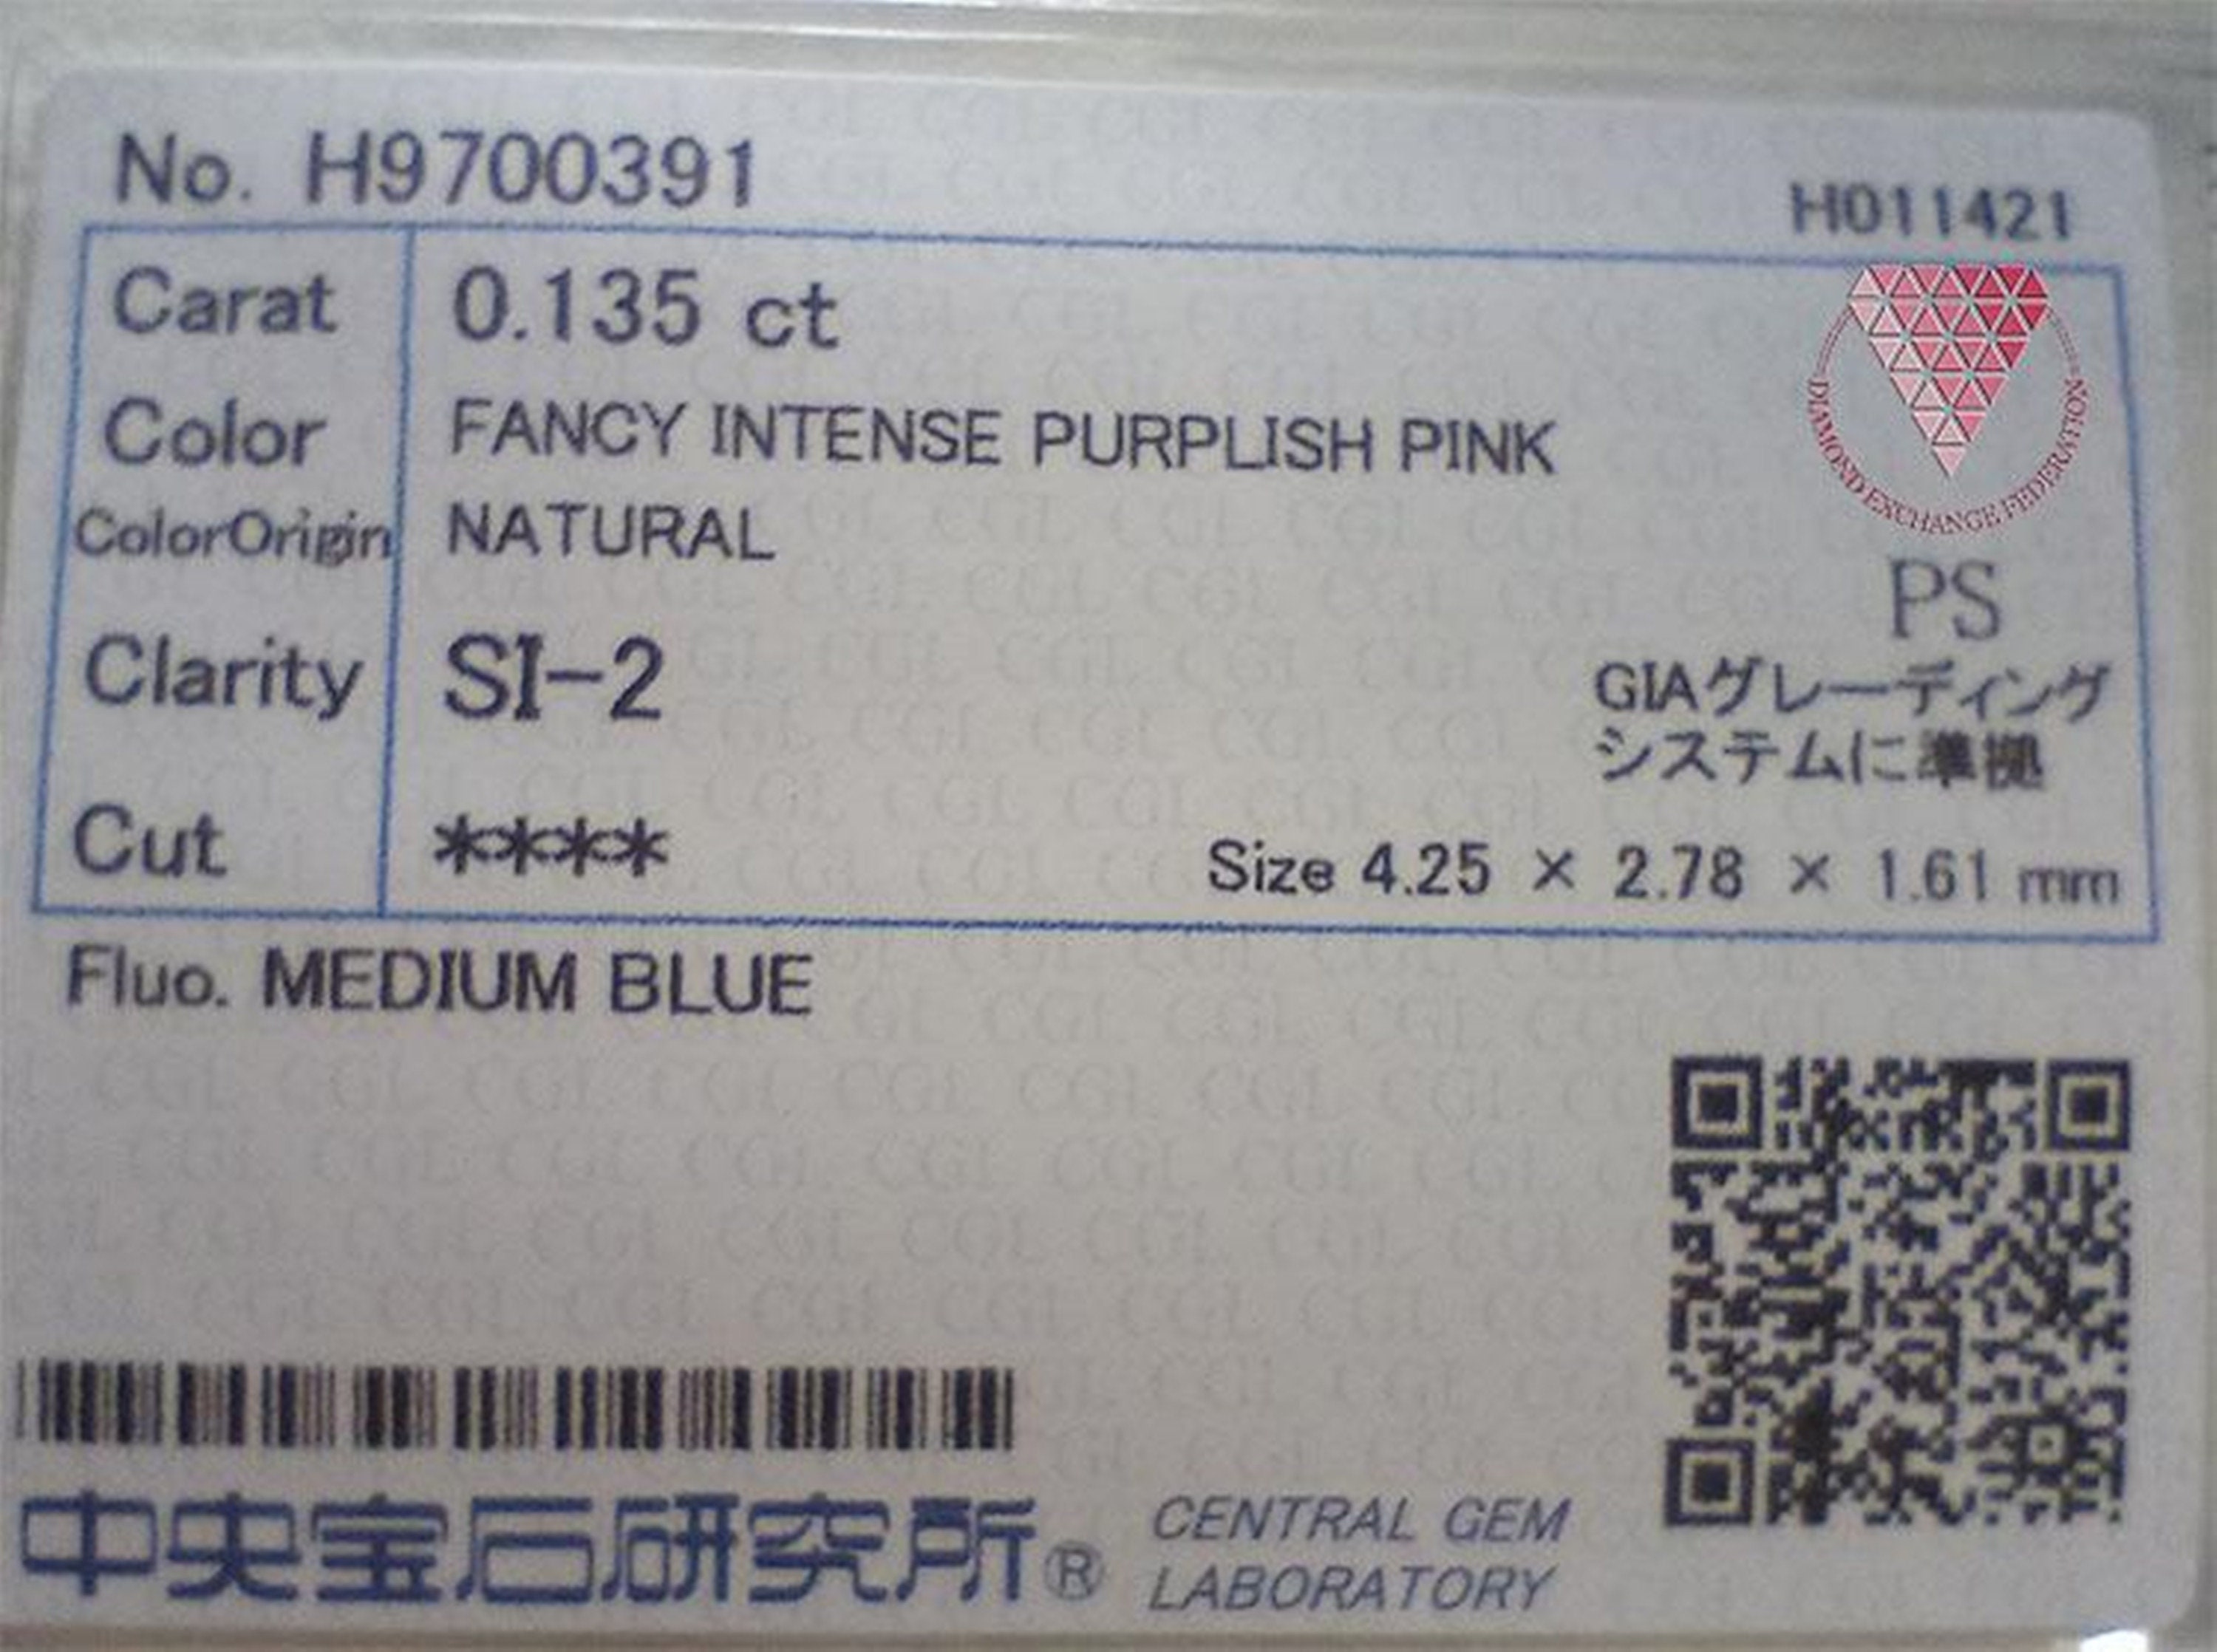 No. H9700391
H011421
Carat 0.135 ct
Color FANCY INTENSE PURPLISH PINK
DIAMOND EXCHANGE FEDERATION
ColorOrigin NATURAL
PS
Clarity SI-2
GIAグレーディング
システムに準拠
Cut ****
Size 4.25 × 2.78 × 1.61 mm
Fluo. MEDIUM BLUE
中央宝石研究所®
CENTRAL GEM
LABORATORY